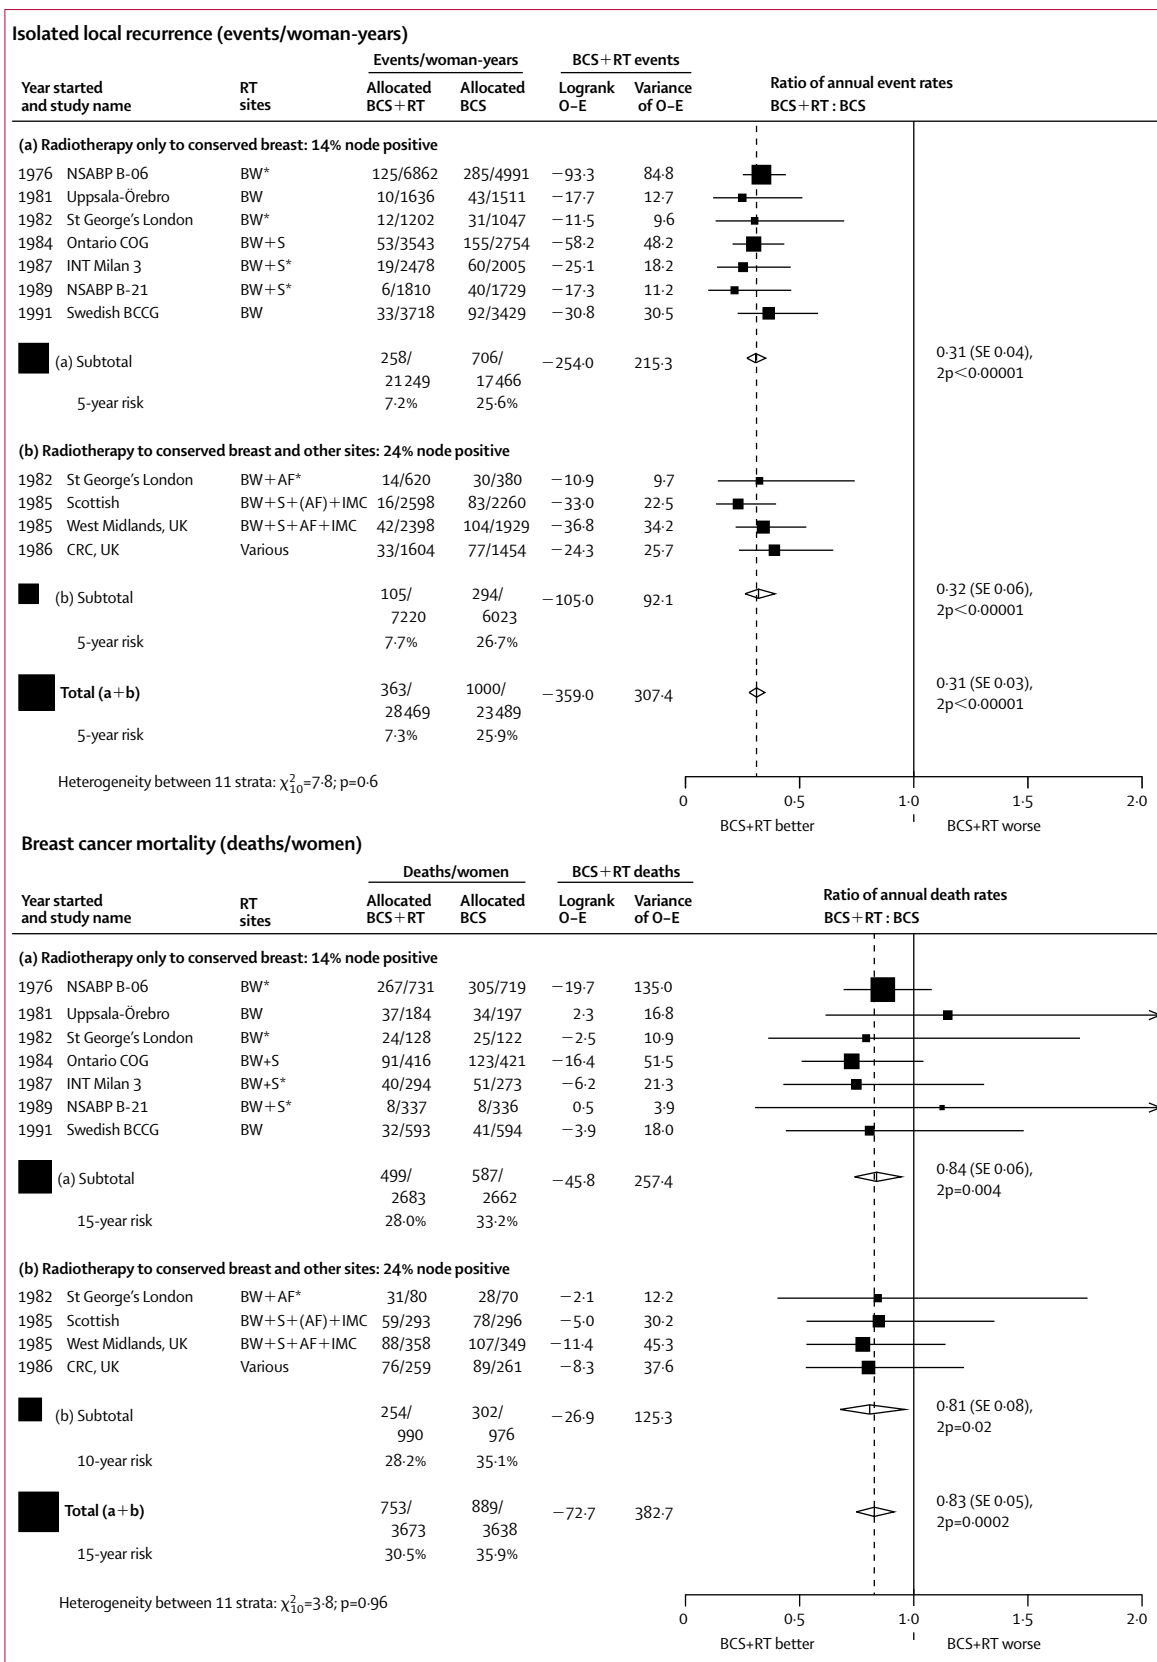 Isolated local recurrence (events/woman-years)
Events/woman-years BCS+RT events
Year started and study name RT sites Allocated BCS+RT Allocated BCS Logrank O–E Variance of O–E Ratio of annual event rates BCS+RT : BCS
(a) Radiotherapy only to conserved breast: 14% node positive
1976 NSABP B-06 BW* 125/6862 285/4991 −93·3 84·8
1981 Uppsala-Örebro BW 10/1636 43/1511 −17·7 12·7
1982 St George's London BW* 12/1202 31/1047 −11·5 9·6
1984 Ontario COG BW+S 53/3543 155/2754 −58·2 48·2
1987 INT Milan 3 BW+S* 19/2478 60/2005 −25·1 18·2
1989 NSABP B-21 BW+S* 6/1810 40/1729 −17·3 11·2
1991 Swedish BCCG BW 33/3718 92/3429 −30·8 30·5
(a) Subtotal 258/21249 706/17466 −254·0 215·3 0·31 (SE 0·04), 2p<0·00001
5-year risk 7·2% 25·6%
(b) Radiotherapy to conserved breast and other sites: 24% node positive
1982 St George's London BW+AF* 14/620 30/380 −10·9 9·7
1985 Scottish BW+S+(AF)+IMC 16/2598 83/2260 −33·0 22·5
1985 West Midlands, UK BW+S+AF+IMC 42/2398 104/1929 −36·8 34·2
1986 CRC, UK Various 33/1604 77/1454 −24·3 25·7
(b) Subtotal 105/7220 294/6023 −105·0 92·1 0·32 (SE 0·06), 2p<0·00001
5-year risk 7·7% 26·7%
Total (a+b) 363/28469 1000/23489 −359·0 307·4 0·31 (SE 0·03), 2p<0·00001
5-year risk 7·3% 25·9%
Heterogeneity between 11 strata: χ²₁₀=7·8; p=0·6
0 0·5 1·0 1·5 2·0
BCS+RT better BCS+RT worse
Breast cancer mortality (deaths/women)
Deaths/women BCS+RT deaths
Year started and study name RT sites Allocated BCS+RT Allocated BCS Logrank O–E Variance of O–E Ratio of annual death rates BCS+RT : BCS
(a) Radiotherapy only to conserved breast: 14% node positive
1976 NSABP B-06 BW* 267/731 305/719 −19·7 135·0
1981 Uppsala-Örebro BW 37/184 34/197 2·3 16·8
1982 St George's London BW* 24/128 25/122 −2·5 10·9
1984 Ontario COG BW+S 91/416 123/421 −16·4 51·5
1987 INT Milan 3 BW+S* 40/294 51/273 −6·2 21·3
1989 NSABP B-21 BW+S* 8/337 8/336 0·5 3·9
1991 Swedish BCCG BW 32/593 41/594 −3·9 18·0
(a) Subtotal 499/2683 587/2662 −45·8 257·4 0·84 (SE 0·06), 2p=0·004
15-year risk 28·0% 33·2%
(b) Radiotherapy to conserved breast and other sites: 24% node positive
1982 St George's London BW+AF* 31/80 28/70 −2·1 12·2
1985 Scottish BW+S+(AF)+IMC 59/293 78/296 −5·0 30·2
1985 West Midlands, UK BW+S+AF+IMC 88/358 107/349 −11·4 45·3
1986 CRC, UK Various 76/259 89/261 −8·3 37·6
(b) Subtotal 254/990 302/976 −26·9 125·3 0·81 (SE 0·08), 2p=0·02
10-year risk 28·2% 35·1%
Total (a+b) 753/3673 889/3638 −72·7 382·7 0·83 (SE 0·05), 2p=0·0002
15-year risk 30·5% 35·9%
Heterogeneity between 11 strata: χ²₁₀=3·8; p=0·96
0 0·5 1·0 1·5 2·0
BCS+RT better BCS+RT worse